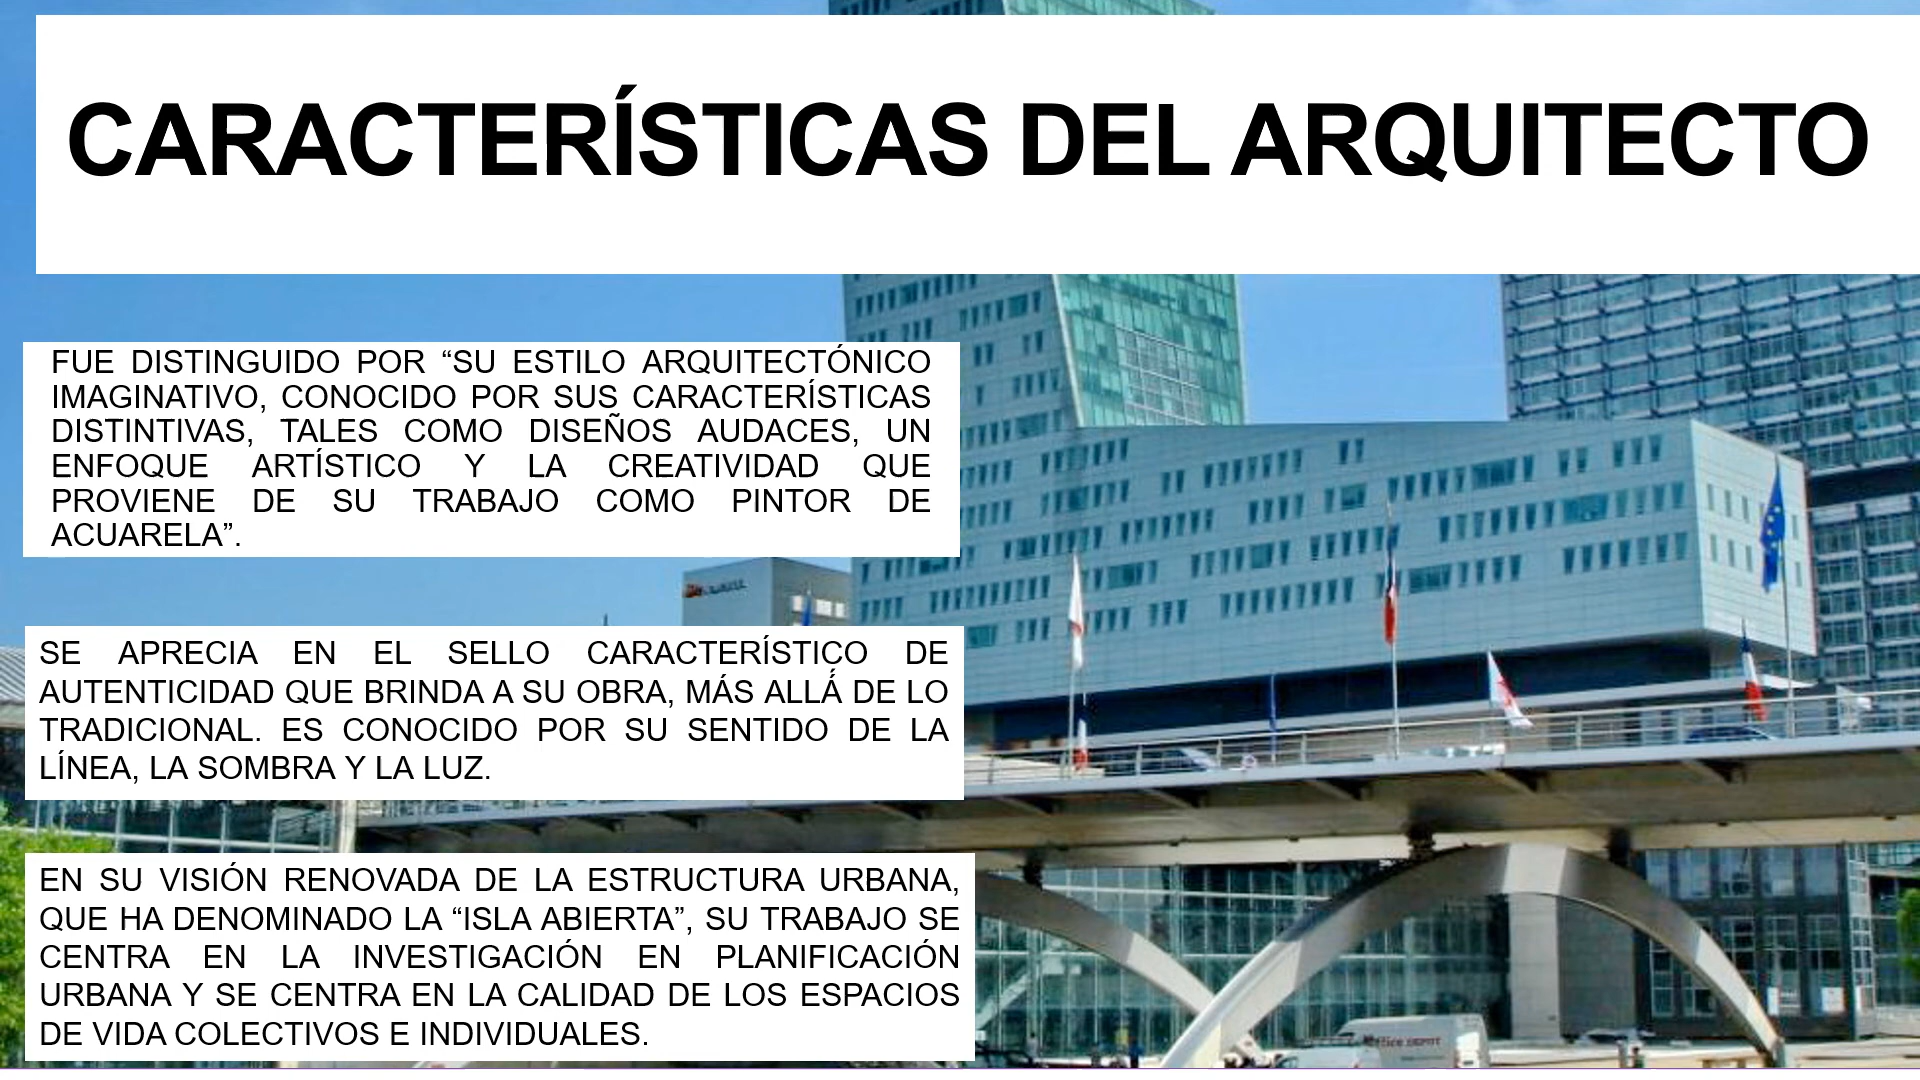 CARACTERÍSTICAS DEL ARQUITECTO
FUE DISTINGUIDO POR “SU ESTILO ARQUITECTÓNICO
IMAGINATIVO, CONOCIDO POR SUS CARACTERÍSTICAS
DISTINTIVAS, TALES COMO DISEÑOS AUDACES, UN
ENFOQUE ARTÍSTICO Y LA CREATIVIDAD QUE
PROVIENE DE SU TRABAJO COMO PINTOR DE
ACUARELA”.
SE APRECIA EN EL SELLO CARACTERÍSTICO DE
AUTENTICIDAD QUE BRINDA A SU OBRA, MÁS ALLÁ DE LO
TRADICIONAL. ES CONOCIDO POR SU SENTIDO DE LA
LÍNEA, LA SOMBRA Y LA LUZ.
EN SU VISIÓN RENOVADA DE LA ESTRUCTURA URBANA,
QUE HA DENOMINADO LA “ISLA ABIERTA”, SU TRABAJO SE
CENTRA EN LA INVESTIGACIÓN EN PLANIFICACIÓN
URBANA Y SE CENTRA EN LA CALIDAD DE LOS ESPACIOS
DE VIDA COLECTIVOS E INDIVIDUALES.
Office DEPOT